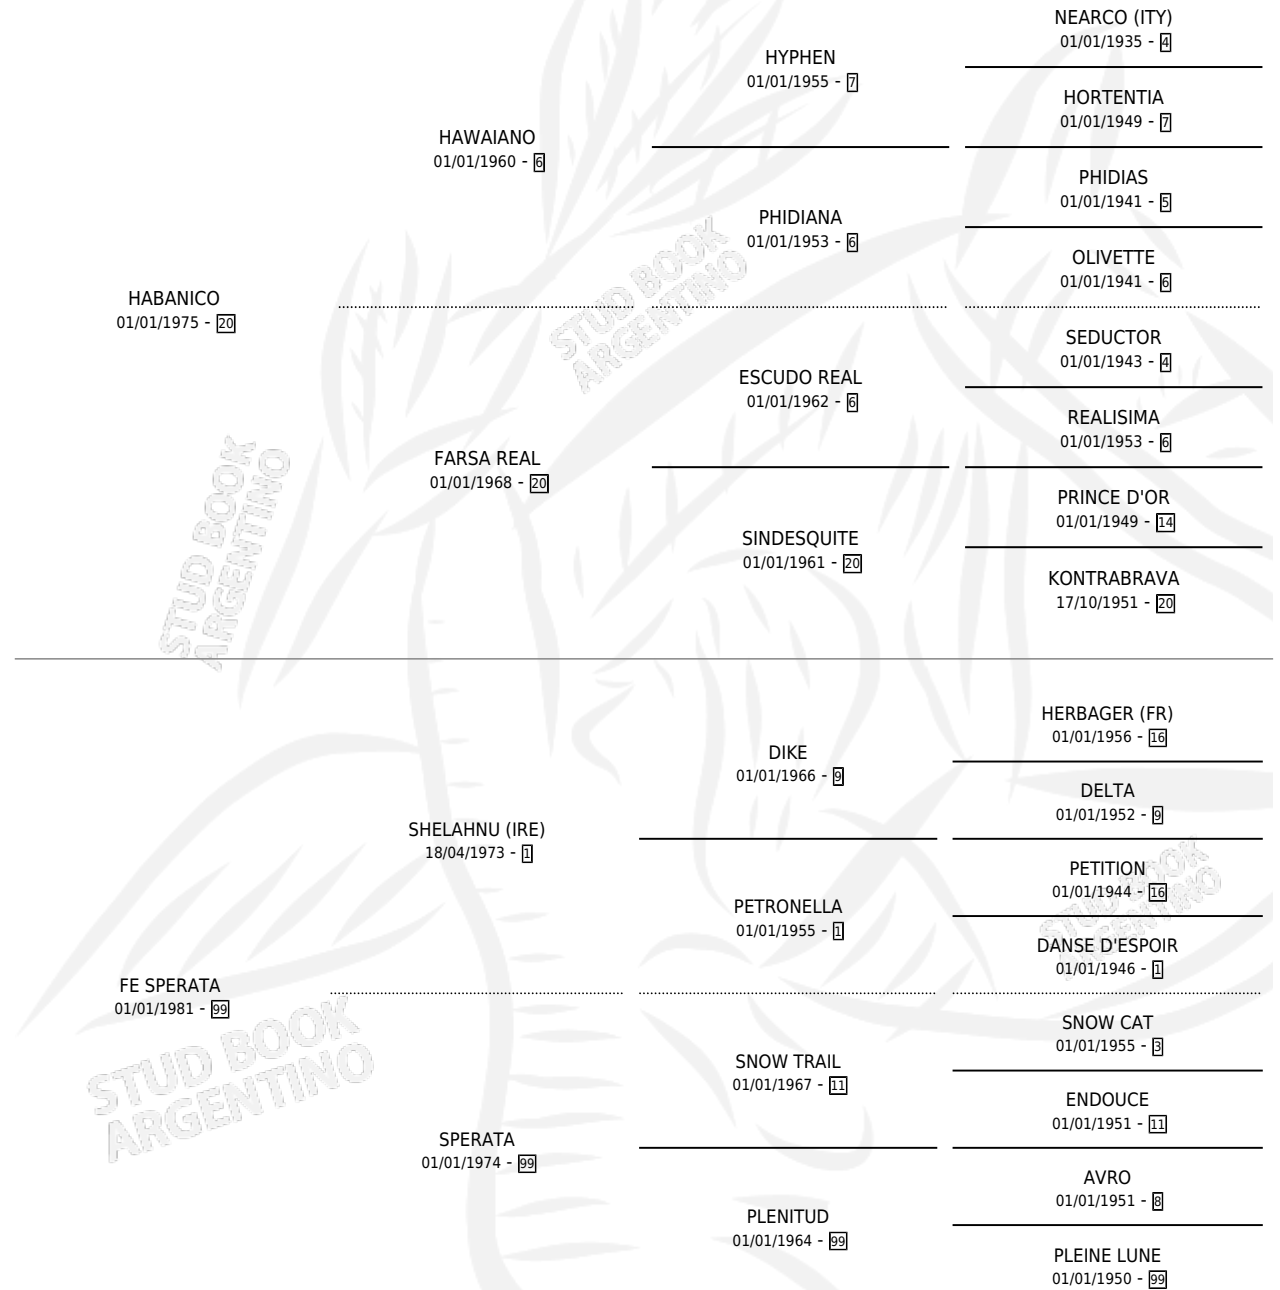 NEARCO (ITY)
01/01/1935 - 4
HYPHEN
01/01/1955 - 7
HORTENTIA
01/01/1949 - 7
HAWAIANO
01/01/1960 - 6
PHIDIAS
01/01/1941 - 5
PHIDIANA
01/01/1953 - 6
OLIVETTE
01/01/1941 - 6
HABANICO
01/01/1975 - 20
SEDUCTOR
01/01/1943 - 4
ESCUDO REAL
01/01/1962 - 6
REALISIMA
01/01/1953 - 6
FARSA REAL
01/01/1968 - 20
PRINCE D'OR
01/01/1949 - 14
SINDESQUITE
01/01/1961 - 20
KONTRABRAVA
17/10/1951 - 20
HERBAGER (FR)
01/01/1956 - 16
DIKE
01/01/1966 - 9
DELTA
01/01/1952 - 9
SHELAHNU (IRE)
18/04/1973 - 1
PETITION
01/01/1944 - 16
PETRONELLA
01/01/1955 - 1
DANSE D'ESPOIR
01/01/1946 - 1
FE SPERATA
01/01/1981 - 99
SNOW CAT
01/01/1955 - 3
SNOW TRAIL
01/01/1967 - 11
ENDOUCE
01/01/1951 - 11
SPERATA
01/01/1974 - 99
AVRO
01/01/1951 - 8
PLENITUD
01/01/1964 - 99
PLEINE LUNE
01/01/1950 - 99
STUD BOOK
ARGENTINO
STUD BOOK
ARGENTINO
STUD BOOK
ARGENTINO
STUD BOOK
ARGENTINO